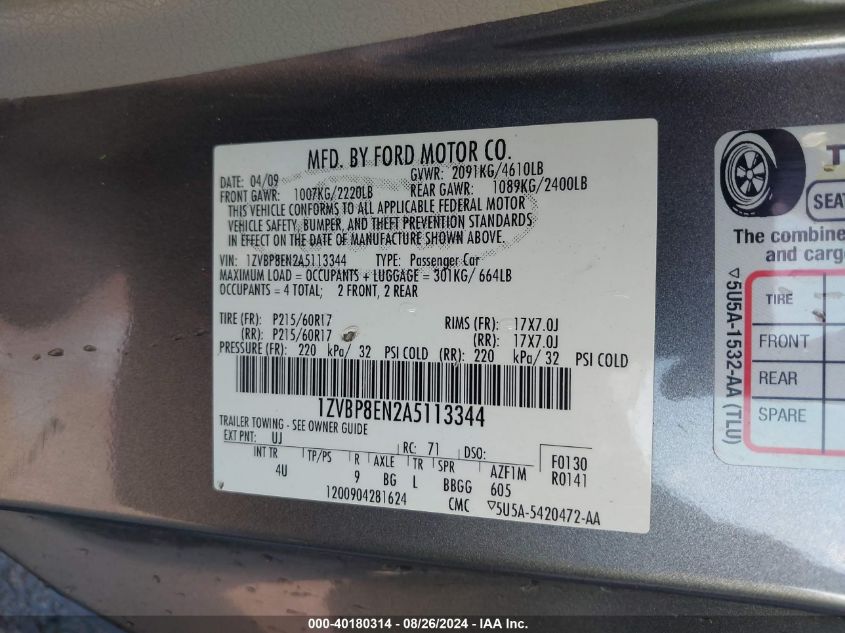 MFD. BY FORD MOTOR CO.
DATE: 04/09 GVWR: 2091KG/4610LB
FRONT GAWR: 1007KG/2220LB REAR GAWR: 1089KG/2400LB
THIS VEHICLE CONFORMS TO ALL APPLICABLE FEDERAL MOTOR
VEHICLE SAFETY, BUMPER, AND THEFT PREVENTION STANDARDS
IN EFFECT ON THE DATE OF MANUFACTURE SHOWN ABOVE.
VIN: 1ZVBP8EN2A5113344 TYPE: Passenger Car
MAXIMUM LOAD = OCCUPANTS + LUGGAGE = 301KG/ 664LB
OCCUPANTS = 4 TOTAL; 2 FRONT, 2 REAR
TIRE (FR): P215/60R17 RIMS (FR): 17X7.0J
(RR): P215/60R17 (RR): 17X7.0J
PRESSURE (FR): 220 kPa/ 32 PSI COLD (RR): 220 kPa/ 32 PSI COLD
1ZVBP8EN2A5113344
TRAILER TOWING - SEE OWNER GUIDE
EXT PNT: UJ RC: 71 DSO:
INT TR TP/PS R AXLE TR SPR AZF1M F0130
4U 9 BG L BBGG 605 R0141
1200904281624 CMC ▽5U5A-5420472-AA
T
SEAT
The combine
and cargo
TIRE
FRONT
REAR
SPARE
▽5U5A-1532-AA (TLU)
000-40180314 - 08/26/2024 - IAA Inc.